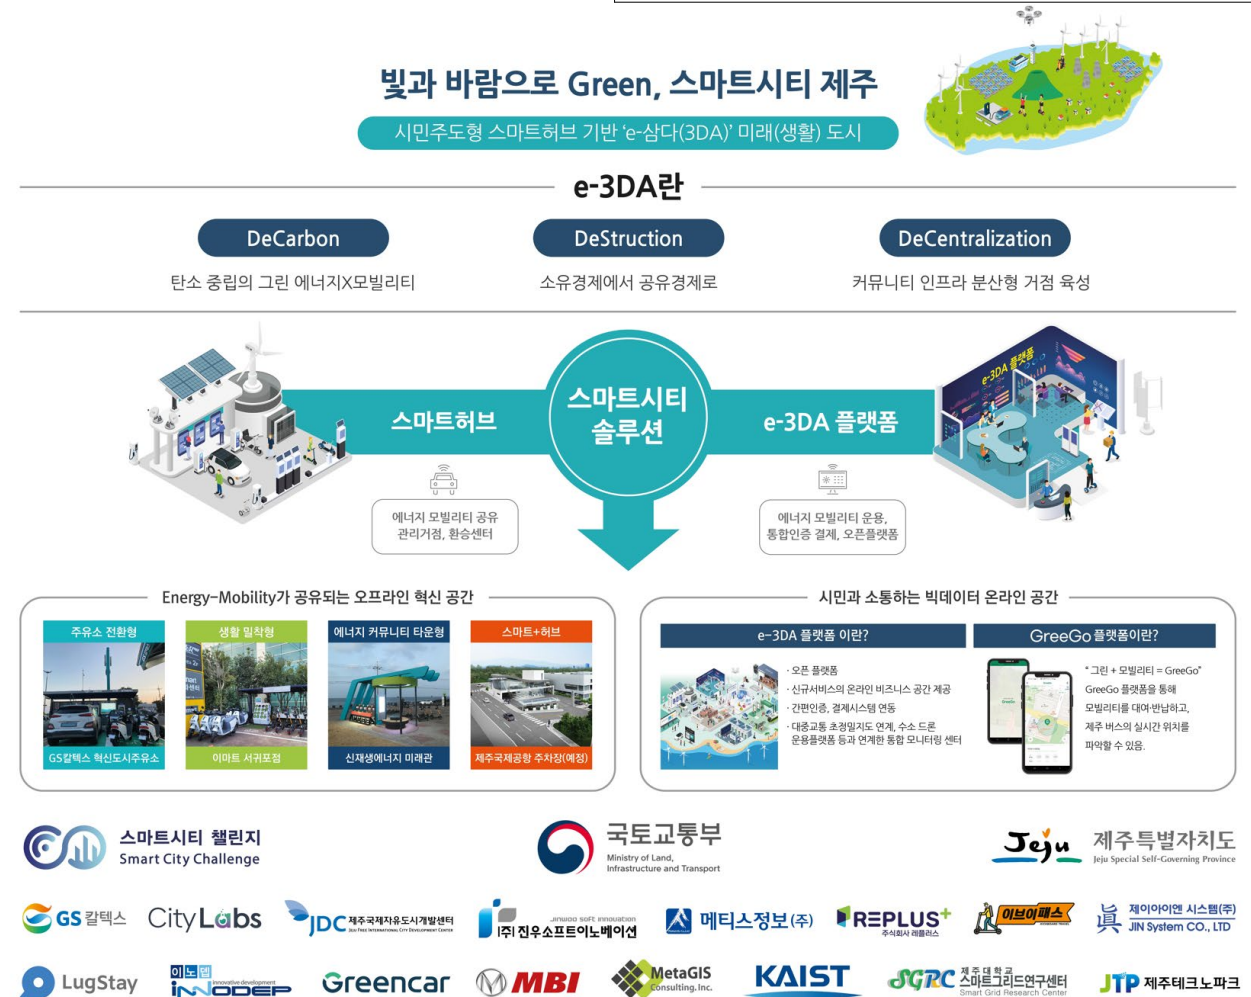 빛과 바람으로 Green, 스마트시티 제주
시민주도형 스마트허브 기반 ‘e-삼다(3DA)’ 미래(생활) 도시
e-3DA란
DeCarbon
탄소 중립의 그린 에너지X모빌리티
DeStruction
소유경제에서 공유경제로
DeCentralization
커뮤니티 인프라 분산형 거점 육성
스마트허브
스마트시티
솔루션
e-3DA 플랫폼
e-3DA 플랫폼
에너지 모빌리티 공유
관리거점, 환승센터
에너지 모빌리티 운용,
통합인증 결제, 오픈플랫폼
Energy-Mobility가 공유되는 오프라인 혁신 공간
주유소 전환형
GS칼텍스 혁신도시주유소
생활 밀착형
이마트 서귀포점
에너지 커뮤니티 타운형
신재생에너지 미래관
스마트+허브
제주국제공항 주차장(예정)
시민과 소통하는 빅데이터 온라인 공간
e-3DA 플랫폼 이란?
· 오픈 플랫폼
· 신규서비스의 온라인 비즈니스 공간 제공
· 간편인증, 결제시스템 연동
· 대중교통 초정밀지도 연계, 수소 드론
운용플랫폼 등과 연계한 통합 모니터링 센터
GreeGo플랫폼이란?
“ 그린 + 모빌리티 = GreeGo”
GreeGo 플랫폼을 통해
모빌리티를 대여·반납하고,
제주 버스의 실시간 위치를
파악할 수 있음.
스마트시티 챌린지
Smart City Challenge
국토교통부
Ministry of Land,
Infrastructure and Transport
Jeju 제주특별자치도
Jeju Special Self-Governing Province
GS칼텍스
CityLabs
JDC 제주국제자유도시개발센터
JEJU FREE INTERNATIONAL CITY DEVELOPMENT CENTER
Jinwoo soft innovation
(주)진우소프트이노베이션
메티스정보(주)
REPLUS+
주식회사 레플러스
이브이패스
眞 제이아이엔 시스템(주)
JIN System CO., LTD
LugStay
이노뎁
innovative development
iNNODEP
Greencar
MBI
MetaGIS
Consulting.Inc.
KAIST
SGRC 제주대학교
스마트그리드연구센터
Smart Grid Research Center
JTP 제주테크노파크